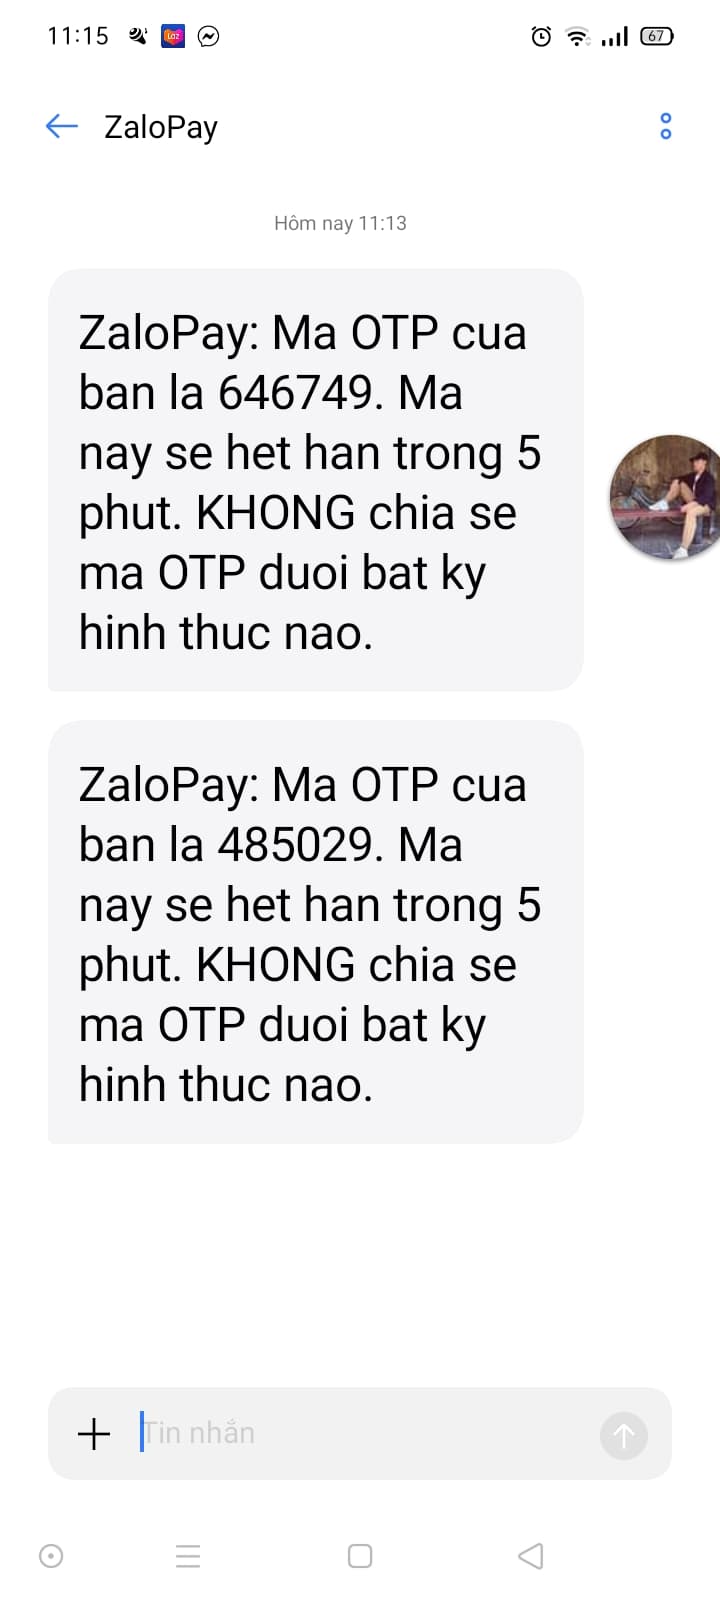 11:15
Laz
67
ZaloPay
Hôm nay 11:13
ZaloPay: Ma OTP cua
ban la 646749. Ma
nay se het han trong 5
phut. KHONG chia se
ma OTP duoi bat ky
hinh thuc nao.
ZaloPay: Ma OTP cua
ban la 485029. Ma
nay se het han trong 5
phut. KHONG chia se
ma OTP duoi bat ky
hinh thuc nao.
Tin nhắn